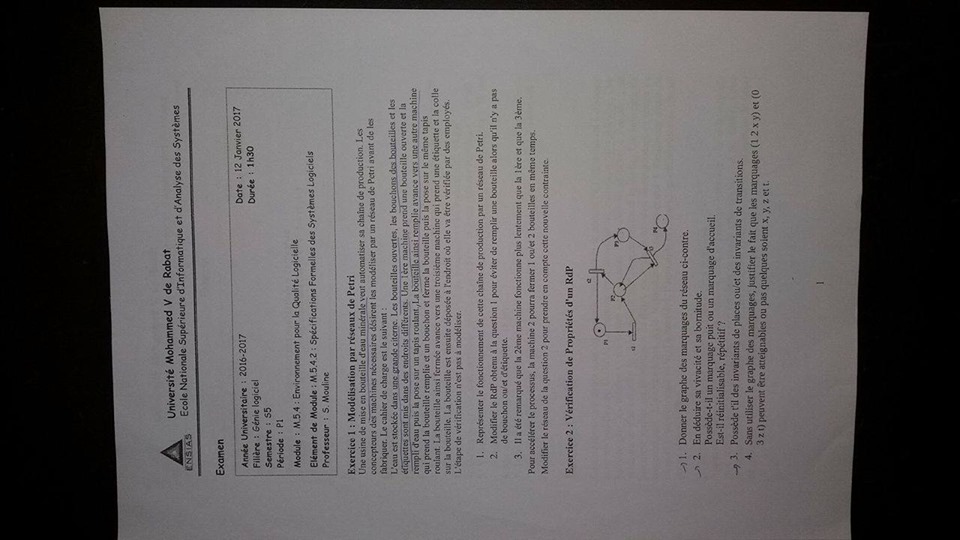 ENSIAS
Université Mohammed V de Rabat
Ecole Nationale Supérieure d'Informatique et d'Analyse des Systèmes
Examen
Année Universitaire : 2016-2017
Date : 12 Janvier 2017
Filière : Génie logiciel
Durée : 1h30
Semestre : S5
Période : P1
Module : M.5.4 : Environnement pour la Qualité Logicielle
Elément de Module : M.5.4.2 : Spécifications Formelles des Systèmes Logiciels
Professeur : S. Mouline
Exercice 1 : Modélisation par réseaux de Petri
Une usine de mise en bouteille d'eau minérale veut automatiser sa chaîne de production. Les
concepteurs des machines nécessaires désirent les modéliser par un réseau de Petri avant de les
fabriquer. Le cahier de charge est le suivant :
L'eau est stockée dans une grande citerne. Les bouteilles ouvertes, les bouchons des bouteilles et les
étiquettes sont mis dans des endroits différents. Une 1ère machine prend une bouteille ouverte et la
remplit d'eau puis la pose sur un tapis roulant. La bouteille ainsi remplie avance vers une autre machine
qui prend la bouteille remplie et un bouchon et ferme la bouteille puis la pose sur le même tapis
roulant. La bouteille ainsi fermée avance vers une troisième machine qui prend une étiquette et la colle
sur la bouteille. La bouteille est ensuite déposée à l'endroit où elle va être vérifiée par des employés.
L'étape de vérification n'est pas à modéliser.
1. Représenter le fonctionnement de cette chaîne de production par un réseau de Petri.
2. Modifier le RdP obtenu à la question 1 pour éviter de remplir une bouteille alors qu'il n'y a pas
de bouchon ou/et d'étiquette.
3. Il a été remarqué que la 2ème machine fonctionne plus lentement que la 1ère et que la 3ème.
Pour accélérer le processus, la machine 2 pourra fermer 1 ou/et 2 bouteilles en même temps.
Modifier le réseau de la question 2 pour prendre en compte cette nouvelle contrainte.
Exercice 2 : Vérification de Propriétés d'un RdP
1. Donner le graphe des marquages du réseau ci-contre.
2. En déduire sa vivacité et sa bornitude.
Possède-t-il un marquage puit ou un marquage d'accueil.
Est-il réinitialisable, répétitif ?
3. Possède t'il des invariants de places ou/et des invariants de transitions.
4. Sans utiliser le graphe des marquages, justifier le fait que les marquages (1 2 x y) et (0
3 z t) peuvent être atteignables ou pas quelques soient x, y, z et t.
1